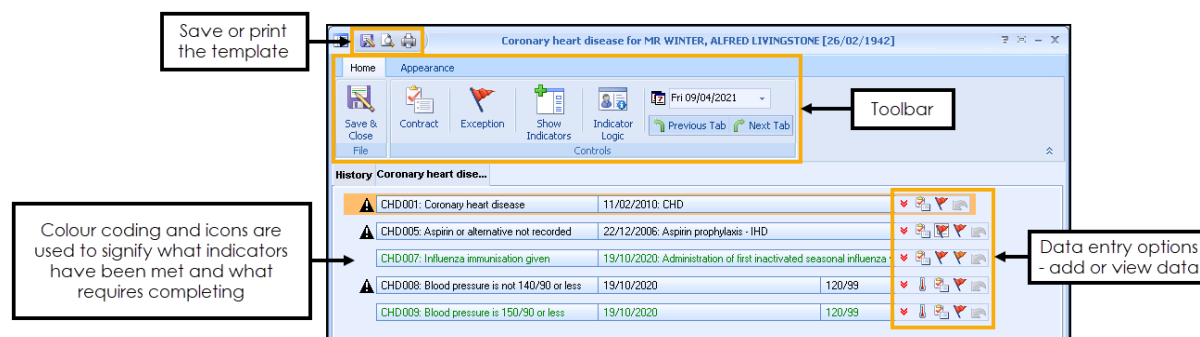 Save or print
the template
Coronary heart disease for MR WINTER, ALFRED LIVINGSTONE [26/02/1942]
Home Appearance
Save &
Close
Contract
Exception
Show
Indicators
Indicator
Logic
Fri 09/04/2021
Previous Tab Next Tab
File Controls
Toolbar
History Coronary heart dise...
CHD001: Coronary heart disease 11/02/2010: CHD
CHD005: Aspirin or alternative not recorded 22/12/2006: Aspirin prophylaxis - IHD
CHD007: Influenza immunisation given 19/10/2020: Administration of first inactivated seasonal influenza
CHD008: Blood pressure is not 140/90 or less 19/10/2020 120/99
CHD009: Blood pressure is 150/90 or less 19/10/2020 120/99
Colour coding and icons are
used to signify what indicators
have been met and what
requires completing
Data entry options
- add or view data